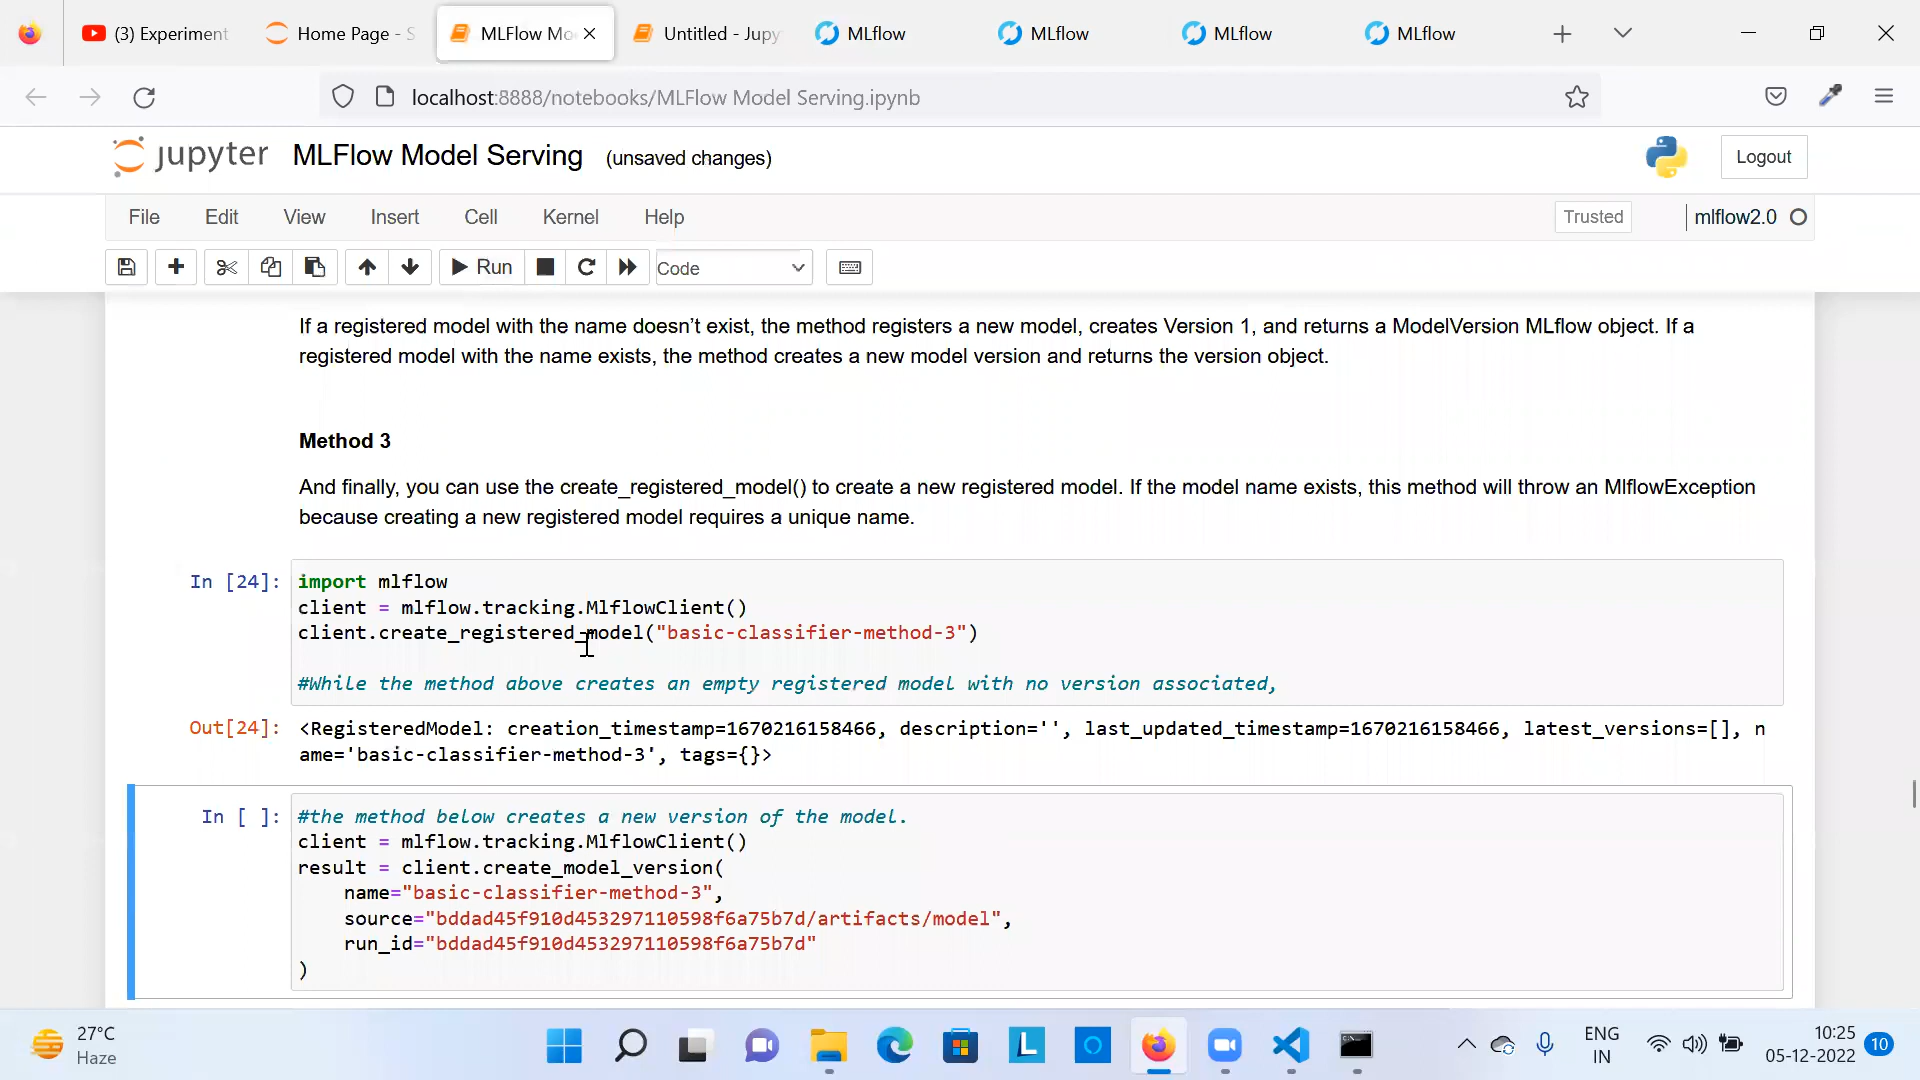 (3) Experiment
Home Page - S
MLFlow Mo
Untitled - Jupy
MLflow
MLflow
MLflow
MLflow
localhost:8888/notebooks/MLFlow Model Serving.ipynb
jupyter
MLFlow Model Serving
(unsaved changes)
Logout
File
Edit
View
Insert
Cell
Kernel
Help
Trusted
mlflow2.0
Run
Code
If a registered model with the name doesn’t exist, the method registers a new model, creates Version 1, and returns a ModelVersion MLflow object. If a
registered model with the name exists, the method creates a new model version and returns the version object.
Method 3
And finally, you can use the create_registered_model() to create a new registered model. If the model name exists, this method will throw an MlflowException
because creating a new registered model requires a unique name.
In [24]:
import mlflow
client = mlflow.tracking.MlflowClient()
client.create_registered_model("basic-classifier-method-3")
#While the method above creates an empty registered model with no version associated,
Out[24]:
<RegisteredModel: creation_timestamp=1670216158466, description='', last_updated_timestamp=1670216158466, latest_versions=[], n
ame='basic-classifier-method-3', tags={}>
In [ ]:
#the method below creates a new version of the model.
client = mlflow.tracking.MlflowClient()
result = client.create_model_version(
name="basic-classifier-method-3",
source="bddad45f910d453297110598f6a75b7d/artifacts/model",
run_id="bddad45f910d453297110598f6a75b7d"
)
27°C
Haze
L
ENG
IN
10:25
05-12-2022
10